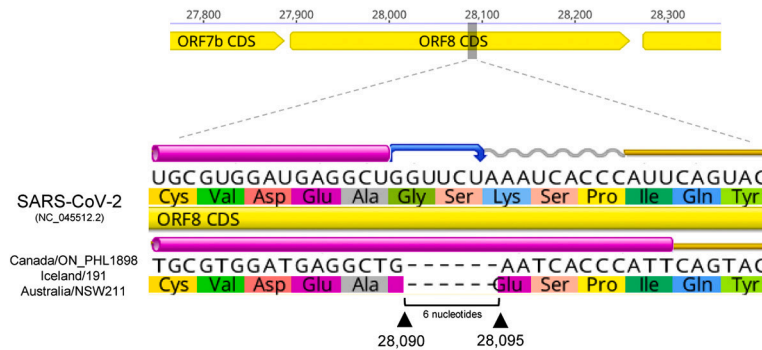 27,800 27,900 28,000 28,100 28,200 28,300
ORF7b CDS ORF8 CDS
UGCGUGGAUGAGGCUGGUUCUAAAUCACCCAUUCAGUAC
SARS-CoV-2
(NC_045512.2)
Cys Val Asp Glu Ala Gly Ser Lys Ser Pro Ile Gln Tyr
ORF8 CDS
Canada/ON_PHL1898
Iceland/191
Australia/NSW211
TGCGTGGATGAGGCTG------AATCACCCATTCAGTAC
Cys Val Asp Glu Ala ------Glu Ser Pro Ile Gln Tyr
6 nucleotides
28,090 28,095